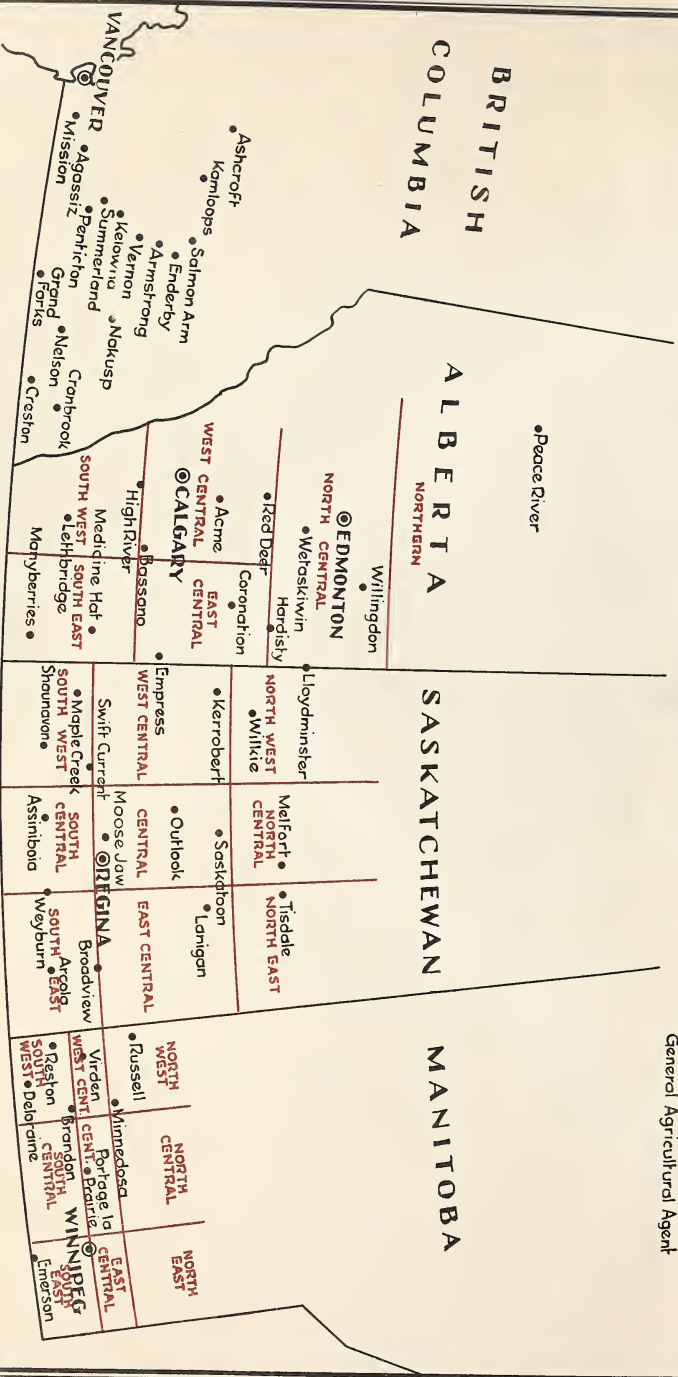 General Agricultural Agent
BRITISH
COLUMBIA
ALBERTA
SASKATCHEWAN
MANITOBA
VANCOUVER
Mission
Agassiz
Ashcroft
Kamloops
Salmon Arm
Enderby
Armstrong
Vernon
Kelowna
Summerland
Penticton
Nakusp
Grand
Forks
Nelson
Cranbrook
Creston
Peace River
NORTHERN
Willingdon
EDMONTON
NORTH CENTRAL
Wetaskiwin
Hardisty
Red Deer
Acme
Coronation
WEST CENTRAL
EAST
CENTRAL
CALGARY
Bassano
High River
Medicine Hat
SOUTH WEST
SOUTH EAST
Lethbridge
Manyberries
Lloydminster
NORTH WEST
Wilkie
Melfort
NORTH
CENTRAL
Tisdale
NORTH EAST
Kerrobert
Saskatoon
Lanigan
Outlook
Empress
WEST CENTRAL
CENTRAL
EAST CENTRAL
Moose Jaw
REGINA
Swift Current
Broadview
Maple Creek
SOUTH WEST
Shaunavon
SOUTH
CENTRAL
Assiniboia
Arcola
SOUTH EAST
Weyburn
NORTH
WEST
NORTH
CENTRAL
NORTH
EAST
Russell
Minnedosa
Virden
WEST CENT.
CENT.
Portage la
Prairie
EAST
CENTRAL
WINNIPEG
Brandon
Reston
SOUTH
WEST
Deloraine
SOUTH
CENTRAL
SOUTH
EAST
Emerson